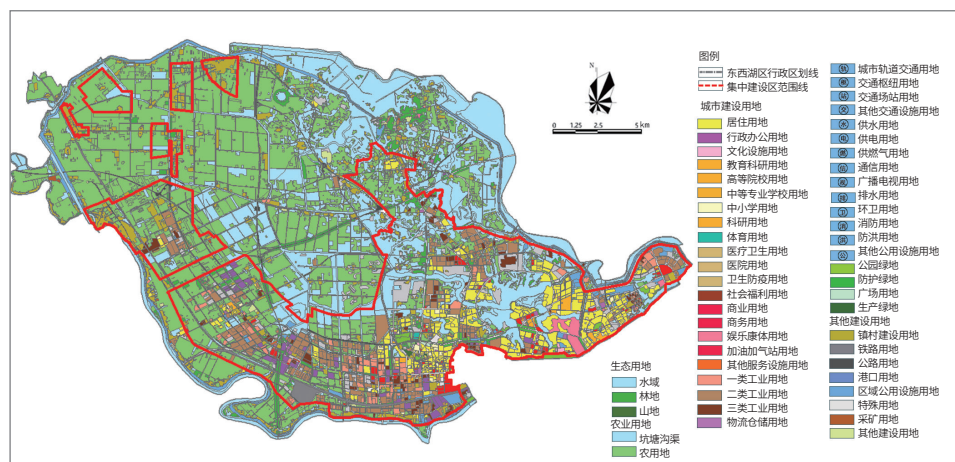 图例
东西湖区行政区划线
集中建设区范围线
城市建设用地
居住用地
行政办公用地
文化设施用地
教育科研用地
高等院校用地
中等专业学校用地
中小学用地
科研用地
体育用地
医疗卫生用地
医院用地
卫生防疫用地
社会福利用地
商业用地
商务用地
娱乐康体用地
加油加气站用地
其他服务设施用地
一类工业用地
二类工业用地
三类工业用地
物流仓储用地
城市轨道交通用地
交通枢纽用地
交通场站用地
其他交通设施用地
供水用地
供电用地
供燃气用地
通信用地
广播电视用地
排水用地
环卫用地
消防用地
防洪用地
其他公用设施用地
公园绿地
防护绿地
广场用地
生产绿地
其他建设用地
镇村建设用地
铁路用地
公路用地
港口用地
区域公用设施用地
特殊用地
采矿用地
其他建设用地
生态用地
水域
林地
山地
农业用地
坑塘沟渠
农用地
N
0 1.25 2.5 5 km